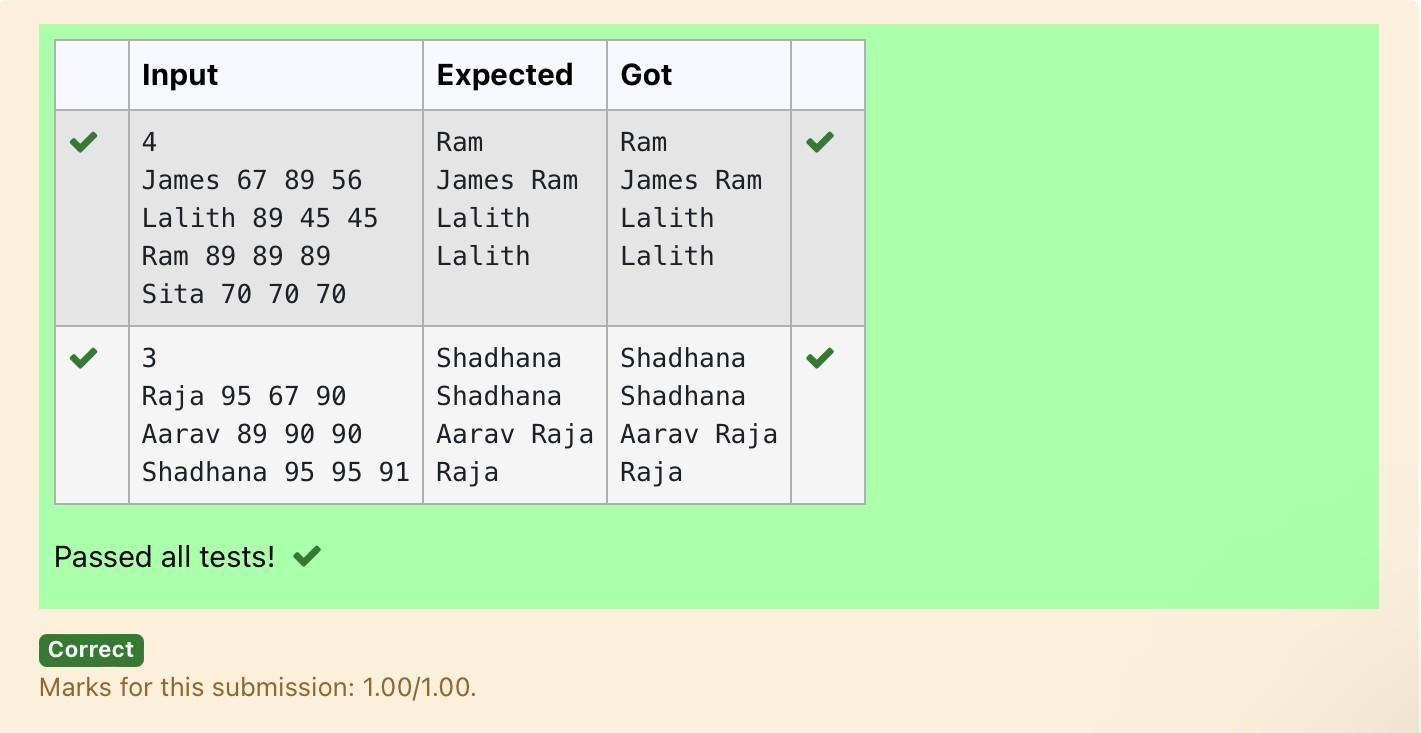 Input Expected Got
4 Ram Ram
James 67 89 56 James Ram James Ram
Lalith 89 45 45 Lalith Lalith
Ram 89 89 89 Lalith Lalith
Sita 70 70 70
3 Shadhana Shadhana
Raja 95 67 90 Shadhana Shadhana
Aarav 89 90 90 Aarav Raja Aarav Raja
Shadhana 95 95 91 Raja Raja
Passed all tests!
Correct
Marks for this submission: 1.00/1.00.